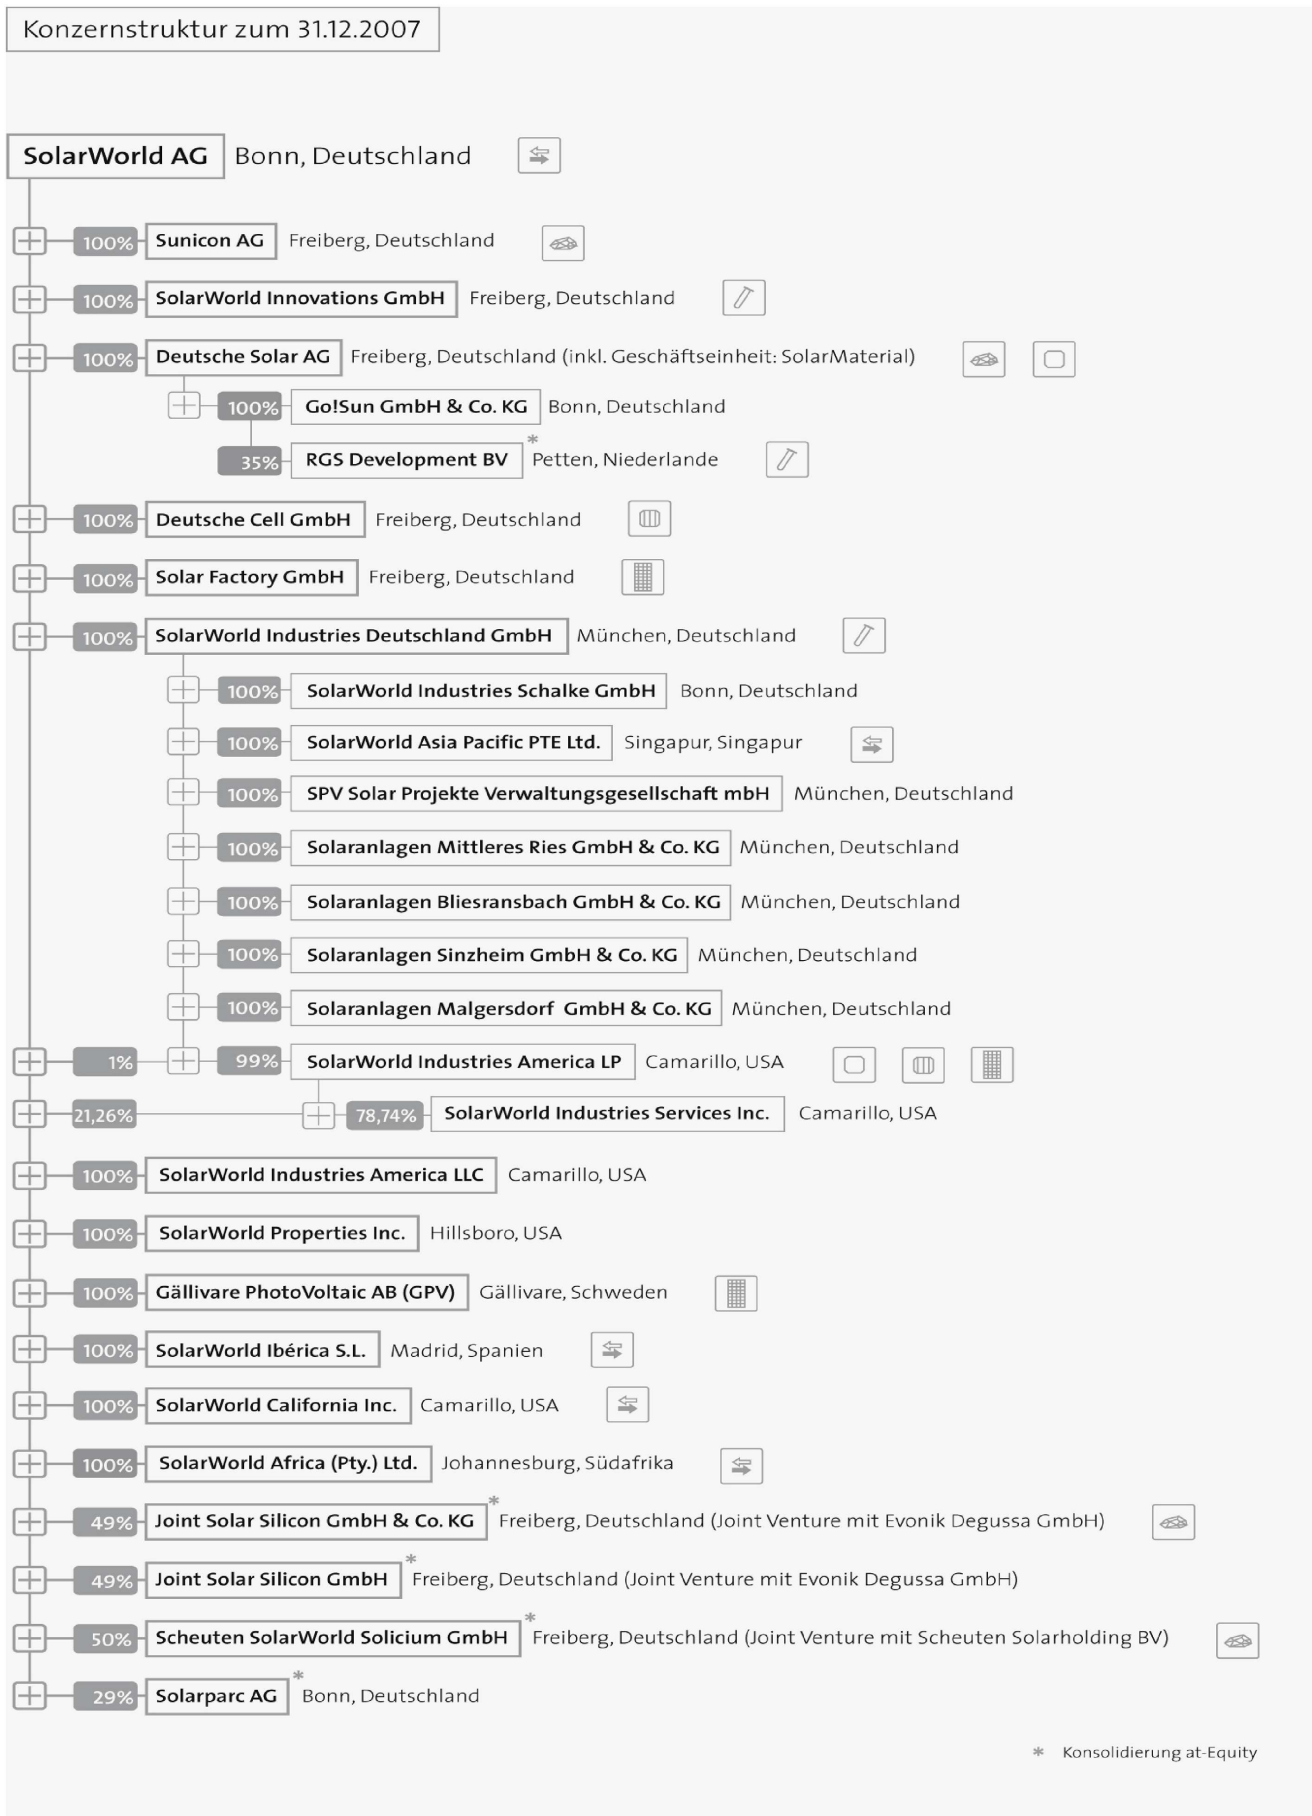 Konzernstruktur zum 31.12.2007
SolarWorld AG Bonn, Deutschland
100% Sunicon AG Freiberg, Deutschland
100% SolarWorld Innovations GmbH Freiberg, Deutschland
100% Deutsche Solar AG Freiberg, Deutschland (inkl. Geschäftseinheit: SolarMaterial)
100% Go!Sun GmbH & Co. KG Bonn, Deutschland
35% RGS Development BV * Petten, Niederlande
100% Deutsche Cell GmbH Freiberg, Deutschland
100% Solar Factory GmbH Freiberg, Deutschland
100% SolarWorld Industries Deutschland GmbH München, Deutschland
100% SolarWorld Industries Schalke GmbH Bonn, Deutschland
100% SolarWorld Asia Pacific PTE Ltd. Singapur, Singapur
100% SPV Solar Projekte Verwaltungsgesellschaft mbH München, Deutschland
100% Solaranlagen Mittleres Ries GmbH & Co. KG München, Deutschland
100% Solaranlagen Bliesransbach GmbH & Co. KG München, Deutschland
100% Solaranlagen Sinzheim GmbH & Co. KG München, Deutschland
100% Solaranlagen Malgersdorf GmbH & Co. KG München, Deutschland
1% 99% SolarWorld Industries America LP Camarillo, USA
21,26% 78,74% SolarWorld Industries Services Inc. Camarillo, USA
100% SolarWorld Industries America LLC Camarillo, USA
100% SolarWorld Properties Inc. Hillsboro, USA
100% Gällivare PhotoVoltaic AB (GPV) Gällivare, Schweden
100% SolarWorld Ibérica S.L. Madrid, Spanien
100% SolarWorld California Inc. Camarillo, USA
100% SolarWorld Africa (Pty.) Ltd. Johannesburg, Südafrika
49% Joint Solar Silicon GmbH & Co. KG * Freiberg, Deutschland (Joint Venture mit Evonik Degussa GmbH)
49% Joint Solar Silicon GmbH * Freiberg, Deutschland (Joint Venture mit Evonik Degussa GmbH)
50% Scheuten SolarWorld Solicium GmbH * Freiberg, Deutschland (Joint Venture mit Scheuten Solarholding BV)
29% Solarparc AG * Bonn, Deutschland
* Konsolidierung at-Equity